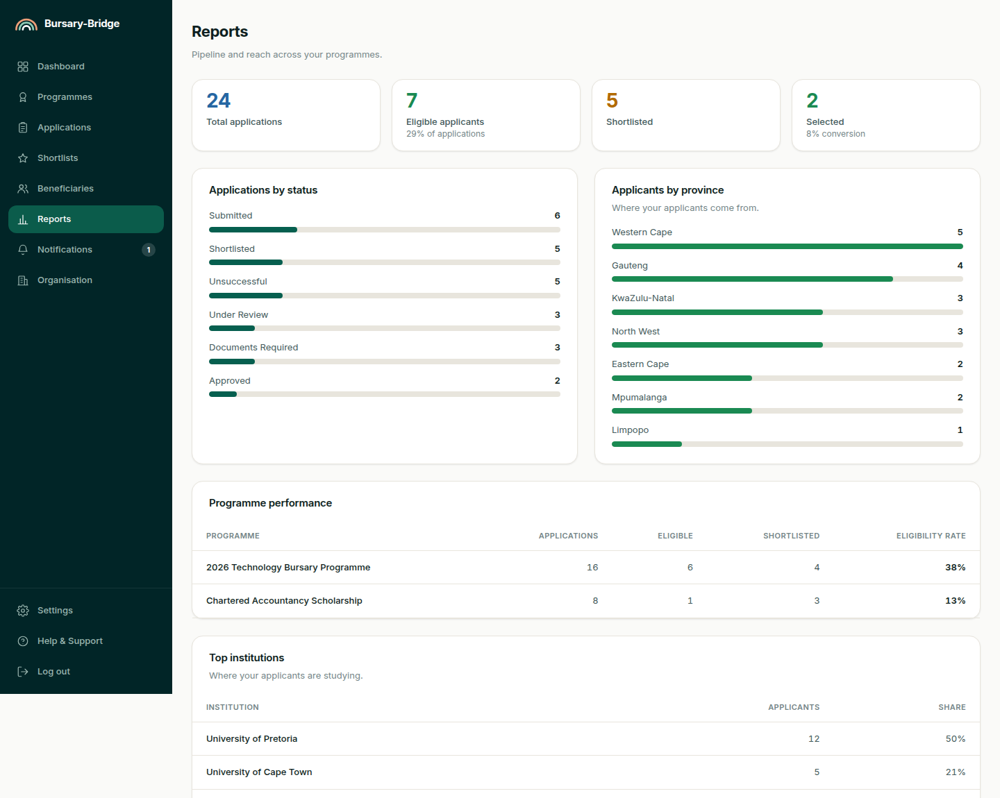 Bursary-Bridge
Dashboard
Programmes
Applications
Shortlists
Beneficiaries
Reports
Notifications 1
Organisation
Settings
Help & Support
Log out
Reports
Pipeline and reach across your programmes.
24
Total applications
7
Eligible applicants
29% of applications
5
Shortlisted
2
Selected
8% conversion
Applications by status
Submitted 6
Shortlisted 5
Unsuccessful 5
Under Review 3
Documents Required 3
Approved 2
Applicants by province
Where your applicants come from.
Western Cape 5
Gauteng 4
KwaZulu-Natal 3
North West 3
Eastern Cape 2
Mpumalanga 2
Limpopo 1
Programme performance
PROGRAMME APPLICATIONS ELIGIBLE SHORTLISTED ELIGIBILITY RATE
2026 Technology Bursary Programme 16 6 4 38%
Chartered Accountancy Scholarship 8 1 3 13%
Top institutions
Where your applicants are studying.
INSTITUTION APPLICANTS SHARE
University of Pretoria 12 50%
University of Cape Town 5 21%